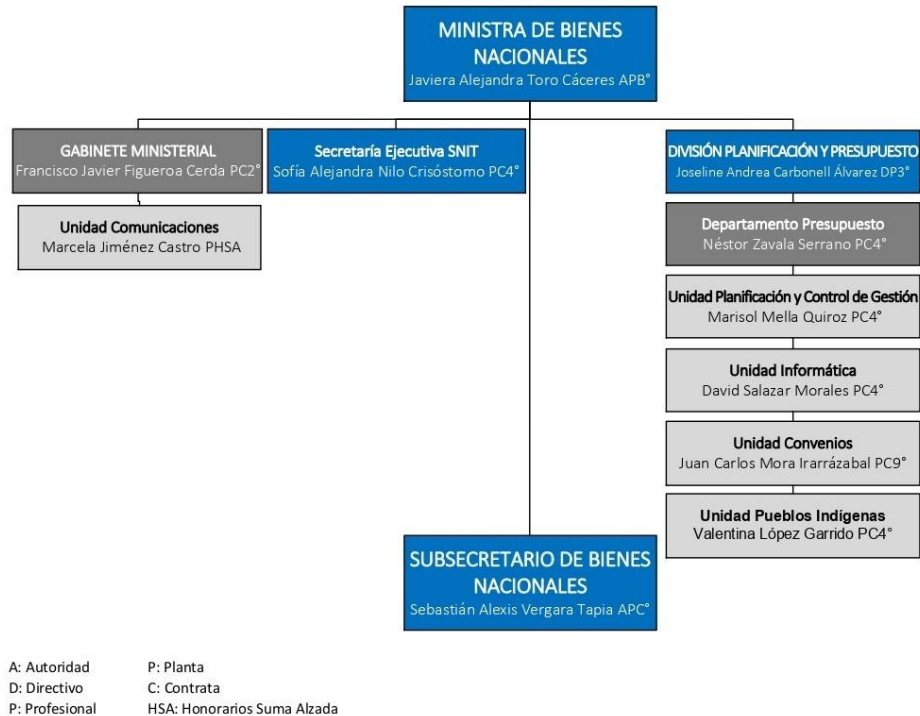 MINISTRA DE BIENES
NACIONALES
Javiera Alejandra Toro Cáceres APB°
GABINETE MINISTERIAL
Francisco Javier Figueroa Cerda PC2°
Unidad Comunicaciones
Marcela Jiménez Castro PHSA
Secretaría Ejecutiva SNIT
Sofía Alejandra Nilo Crisóstomo PC4°
DIVISIÓN PLANIFICACIÓN Y PRESUPUESTO
Joseline Andrea Carbonell Álvarez DP3°
Departamento Presupuesto
Néstor Zavala Serrano PC4°
Unidad Planificación y Control de Gestión
Marisol Mella Quiroz PC4°
Unidad Informática
David Salazar Morales PC4°
Unidad Convenios
Juan Carlos Mora Irarrázabal PC9°
Unidad Pueblos Indígenas
Valentina López Garrido PC4°
SUBSECRETARIO DE BIENES
NACIONALES
Sebastián Alexis Vergara Tapia APC°
A: Autoridad P: Planta
D: Directivo C: Contrata
P: Profesional HSA: Honorarios Suma Alzada